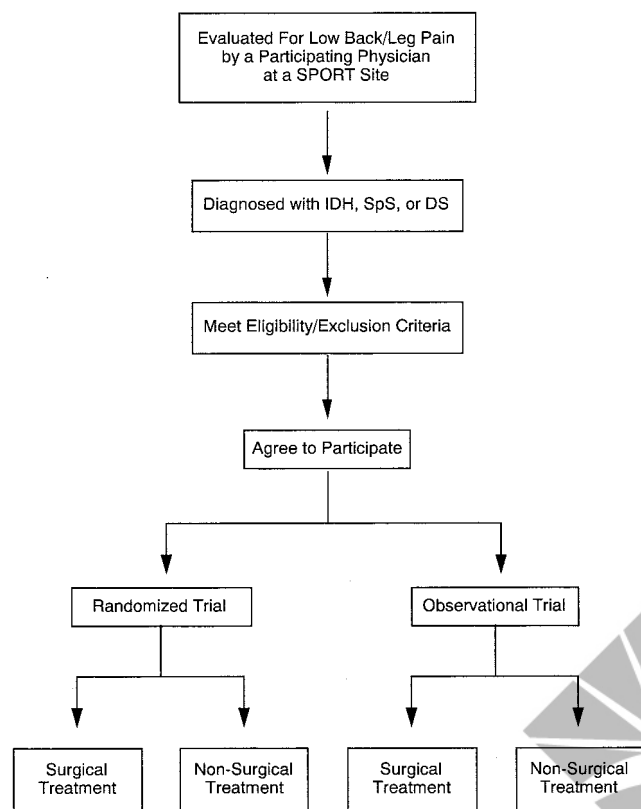 Evaluated For Low Back/Leg Pain
by a Participating Physician
at a SPORT Site
Diagnosed with IDH, SpS, or DS
Meet Eligibility/Exclusion Criteria
Agree to Participate
Randomized Trial
Observational Trial
Surgical
Treatment
Non-Surgical
Treatment
Surgical
Treatment
Non-Surgical
Treatment